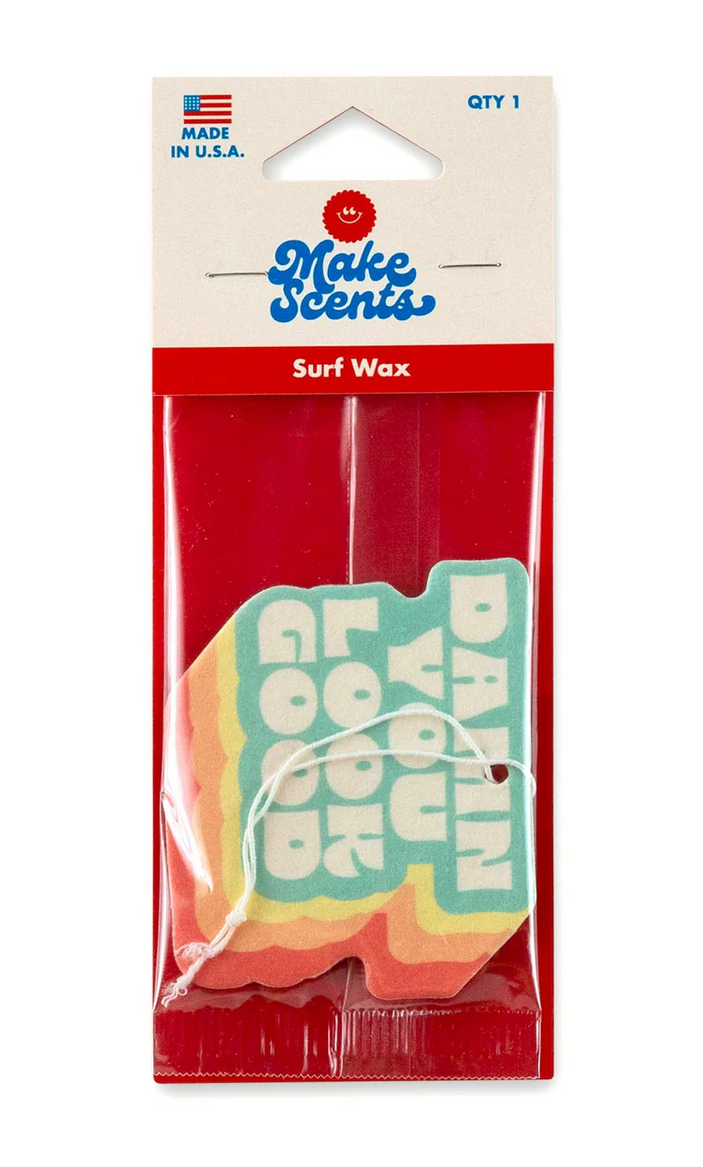 MADE
IN U.S.A.
QTY 1
Make
Scents
Surf Wax
DAMN
YOU
LOOK
GOOD